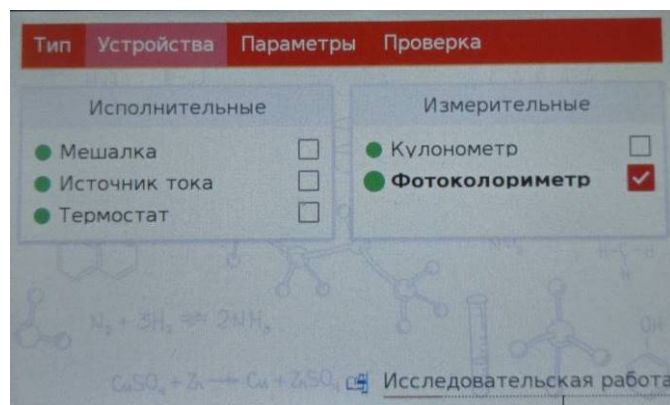 Тип Устройства Параметры Проверка
Исполнительные
Мешалка
Источник тока
Термостат
Измерительные
Кулонометр
Фотоколориметр
N₂ + 3H₂ ⇌ 2NH₃
CuSO₄ + Zn → Cu + ZnSO₄
Исследовательская работа